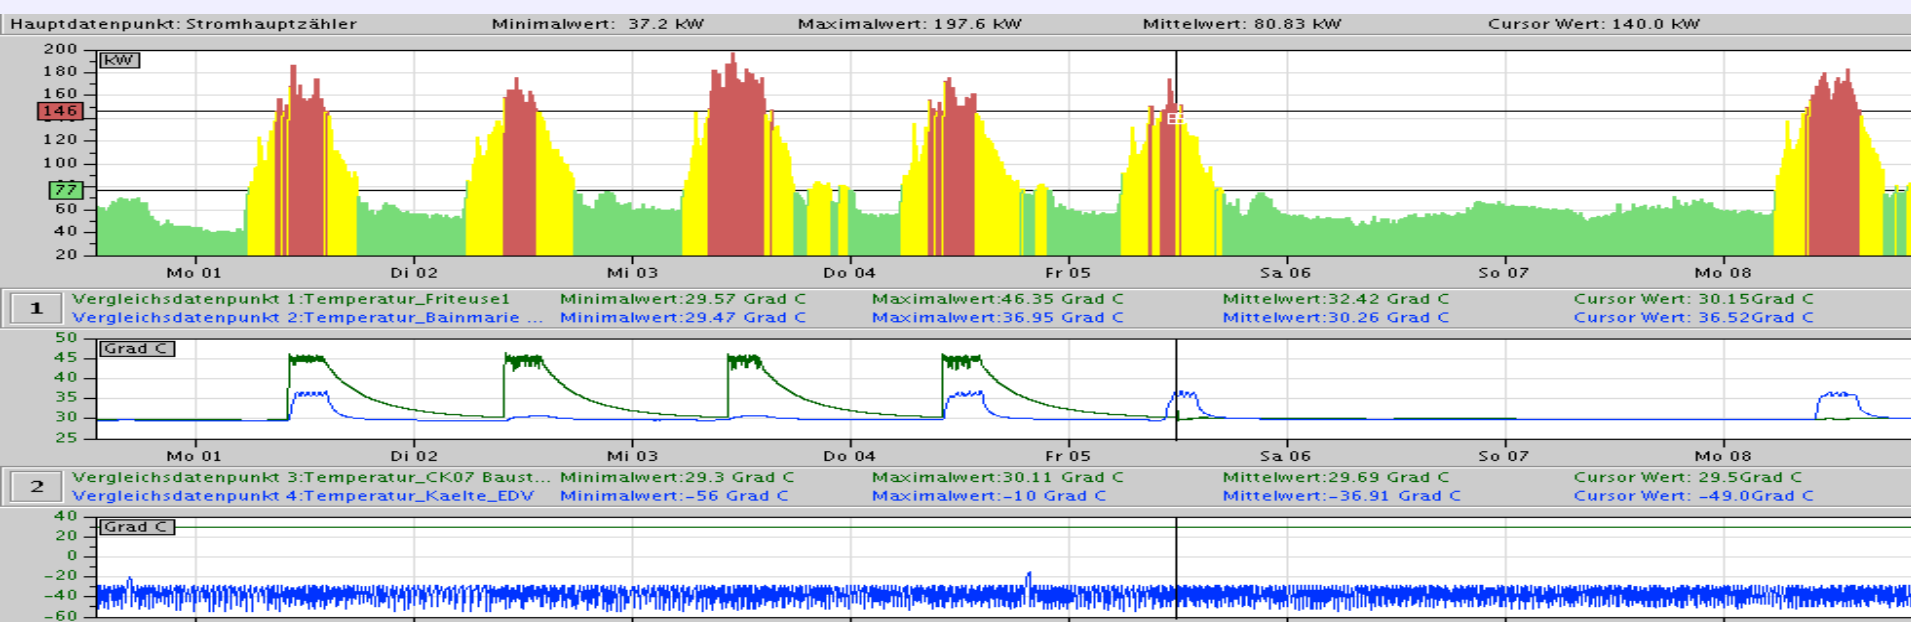 Hauptdatenpunkt: Stromhauptzähler Minimalwert: 37.2 kW Maximalwert: 197.6 kW Mittelwert: 80.83 kW Cursor Wert: 140.0 kW
kW
200
180
160
146
120
100
77
60
40
20
Mo 01 Di 02 Mi 03 Do 04 Fr 05 Sa 06 So 07 Mo 08
1
Vergleichsdatenpunkt 1:Temperatur_Friteuse1 Minimalwert:29.57 Grad C Maximalwert:46.35 Grad C Mittelwert:32.42 Grad C Cursor Wert: 30.15Grad C
Vergleichsdatenpunkt 2:Temperatur_Bainmarie ... Minimalwert:29.47 Grad C Maximalwert:36.95 Grad C Mittelwert:30.26 Grad C Cursor Wert: 36.52Grad C
Grad C
50
45
40
35
30
25
Mo 01 Di 02 Mi 03 Do 04 Fr 05 Sa 06 So 07 Mo 08
2
Vergleichsdatenpunkt 3:Temperatur_CK07 Baust... Minimalwert:29.3 Grad C Maximalwert:30.11 Grad C Mittelwert:29.69 Grad C Cursor Wert: 29.5Grad C
Vergleichsdatenpunkt 4:Temperatur_Kaelte_EDV Minimalwert:-56 Grad C Maximalwert:-10 Grad C Mittelwert:-36.91 Grad C Cursor Wert: -49.0Grad C
Grad C
40
20
0
-20
-40
-60